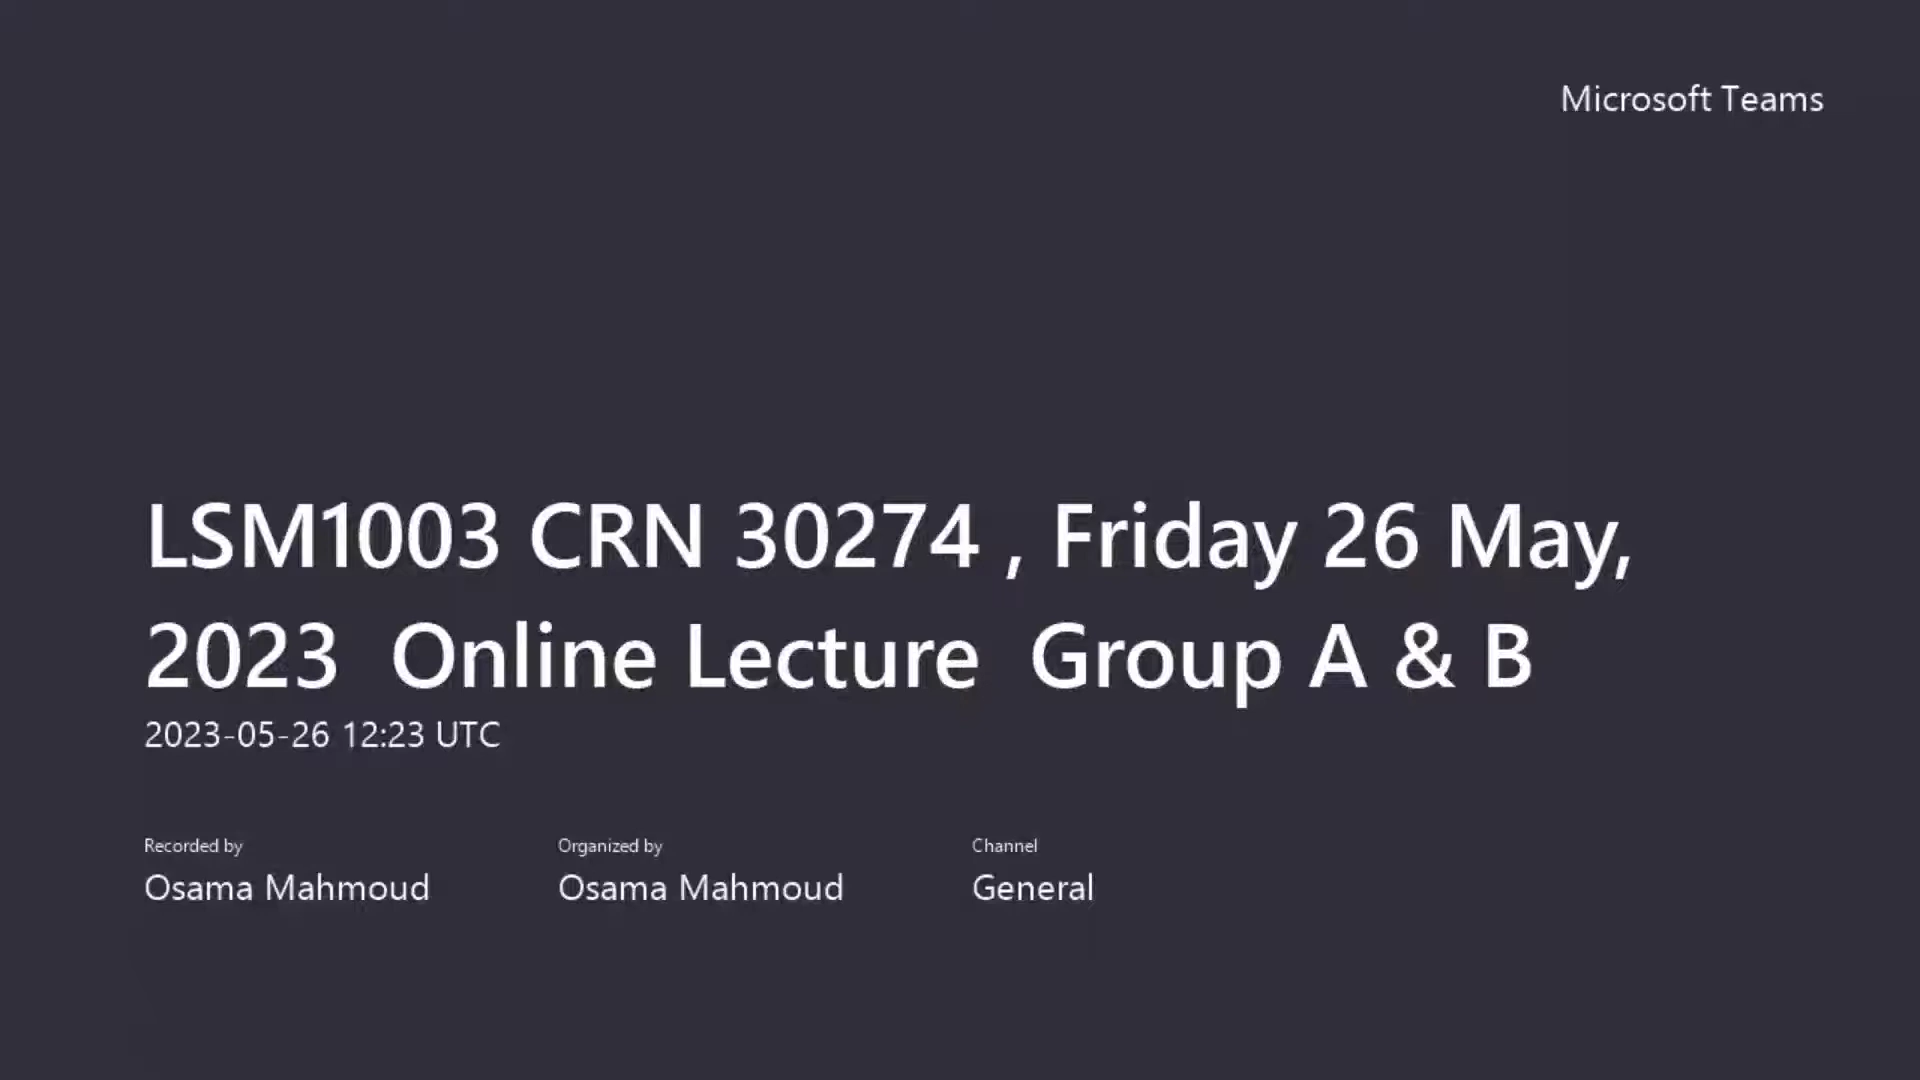 Microsoft Teams
LSM1003 CRN 30274 , Friday 26 May,
2023  Online Lecture  Group A & B
2023-05-26 12:23 UTC
Recorded by
Osama Mahmoud
Organized by
Osama Mahmoud
Channel
General